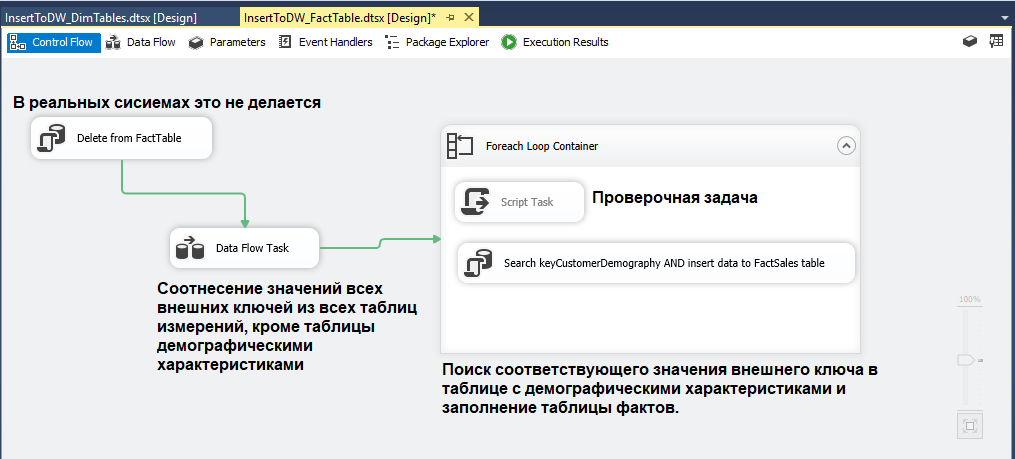 InsertToDW_DimTables.dtsx [Design]
InsertToDW_FactTable.dtsx [Design]*
Control Flow
Data Flow
Parameters
Event Handlers
Package Explorer
Execution Results
В реальных сисиемах это не делается
Delete from FactTable
Foreach Loop Container
Script Task
Проверочная задача
Data Flow Task
Search keyCustomerDemography AND insert data to FactSales table
Соотнесение значений всех
внешних ключей из всех таблиц
измерений, кроме таблицы
демографическими
характеристиками
100%
Поиск соответствующего значения внешнего ключа в
таблице с демографическими характеристиками и
заполнение таблицы фактов.